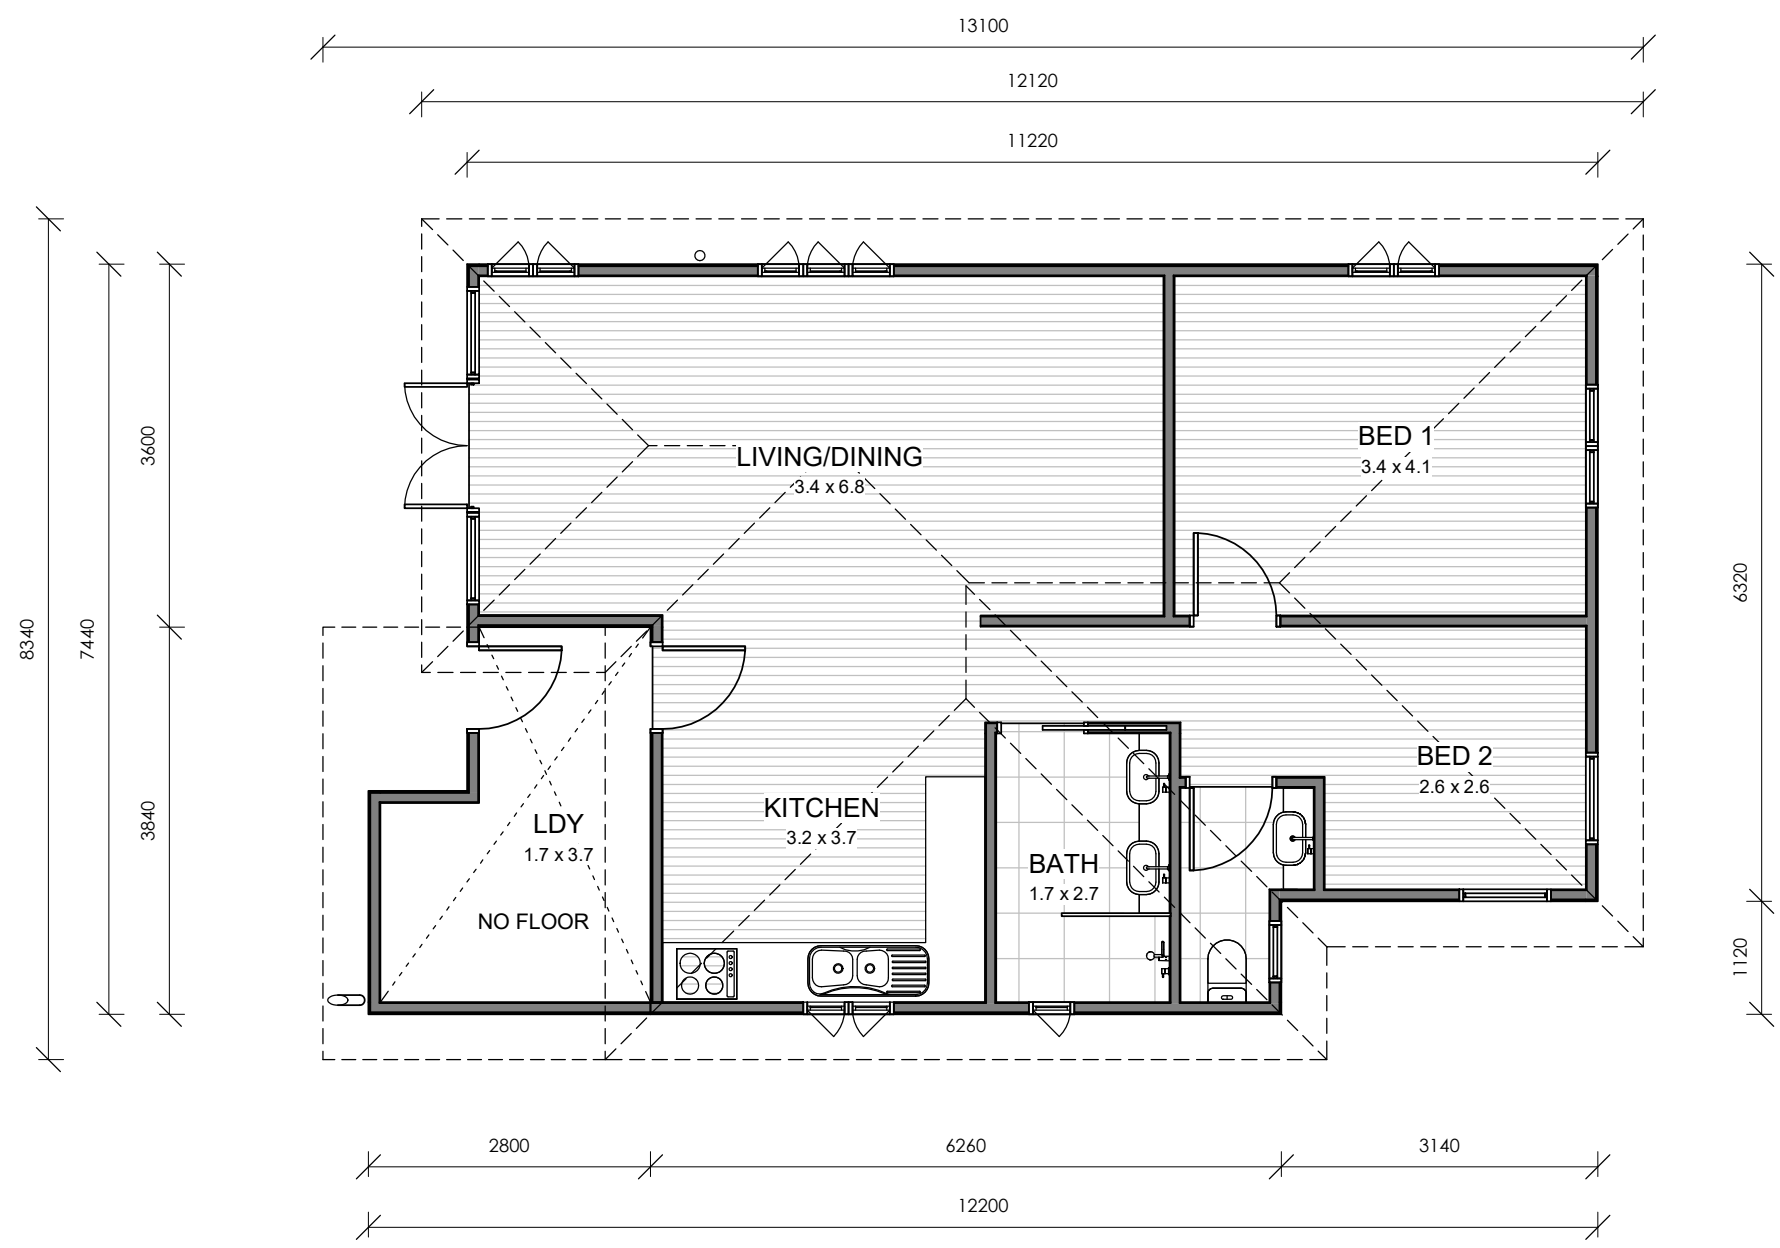 13100
12120
11220
3600
8340
7440
3840
6320
1120
LIVING/DINING
3.4 x 6.8
BED 1
3.4 x 4.1
BED 2
2.6 x 2.6
KITCHEN
3.2 x 3.7
LDY
1.7 x 3.7
BATH
1.7 x 2.7
NO FLOOR
2800
6260
3140
12200